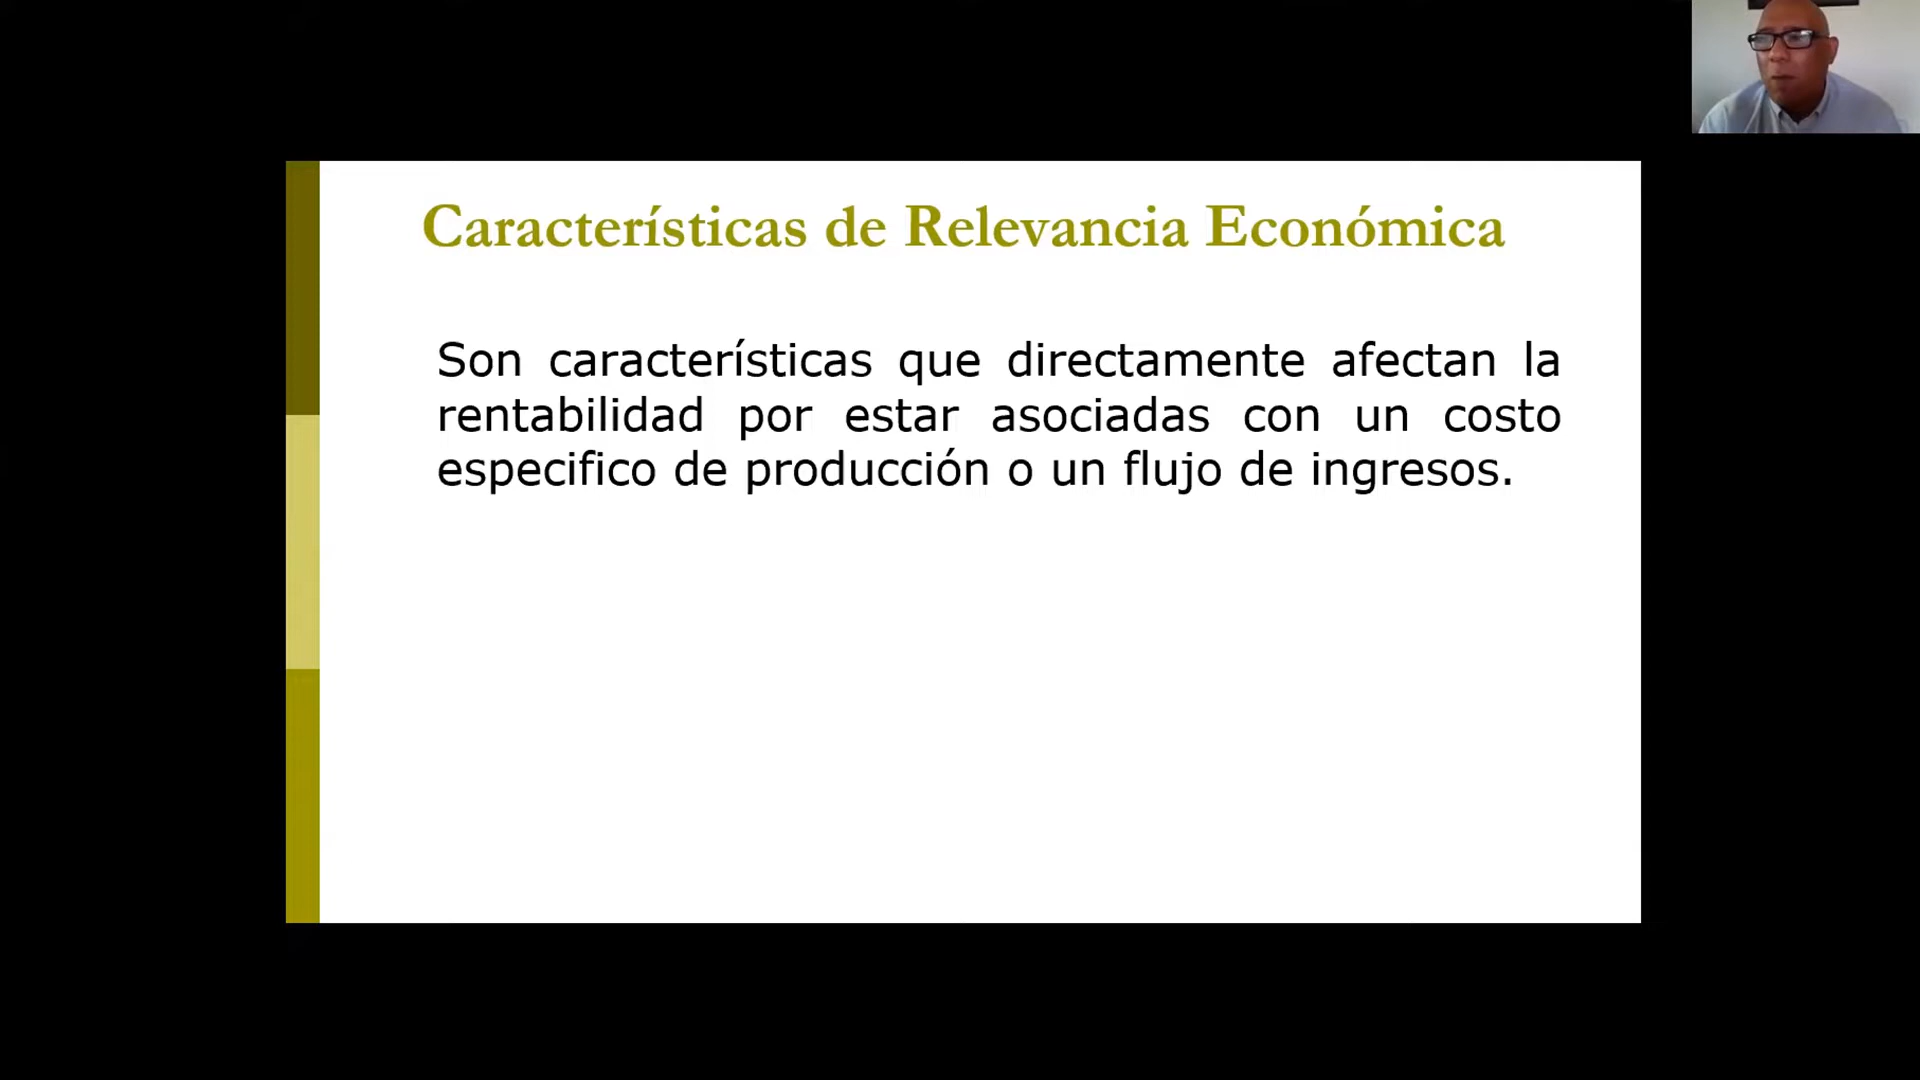 Características de Relevancia Económica
Son características que directamente afectan la
rentabilidad por estar asociadas con un costo
especifico de producción o un flujo de ingresos.